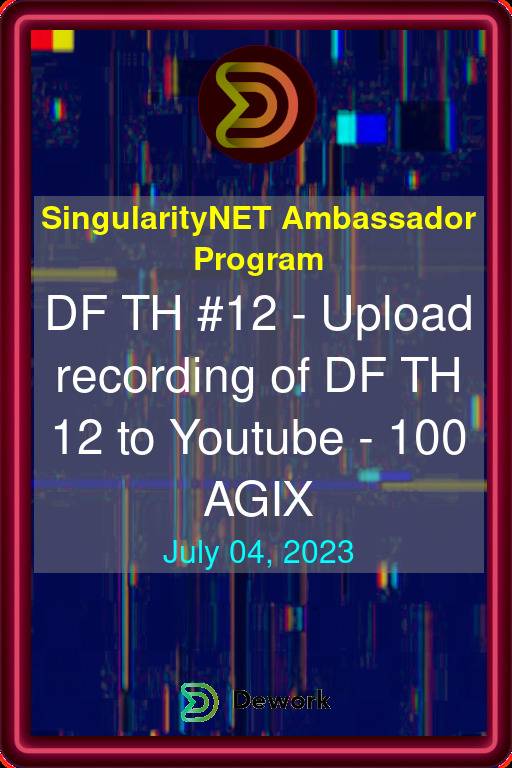 SingularityNET Ambassador
Program
DF TH #12 - Upload
recording of DF TH
12 to Youtube - 100
AGIX
July 04, 2023
Dework